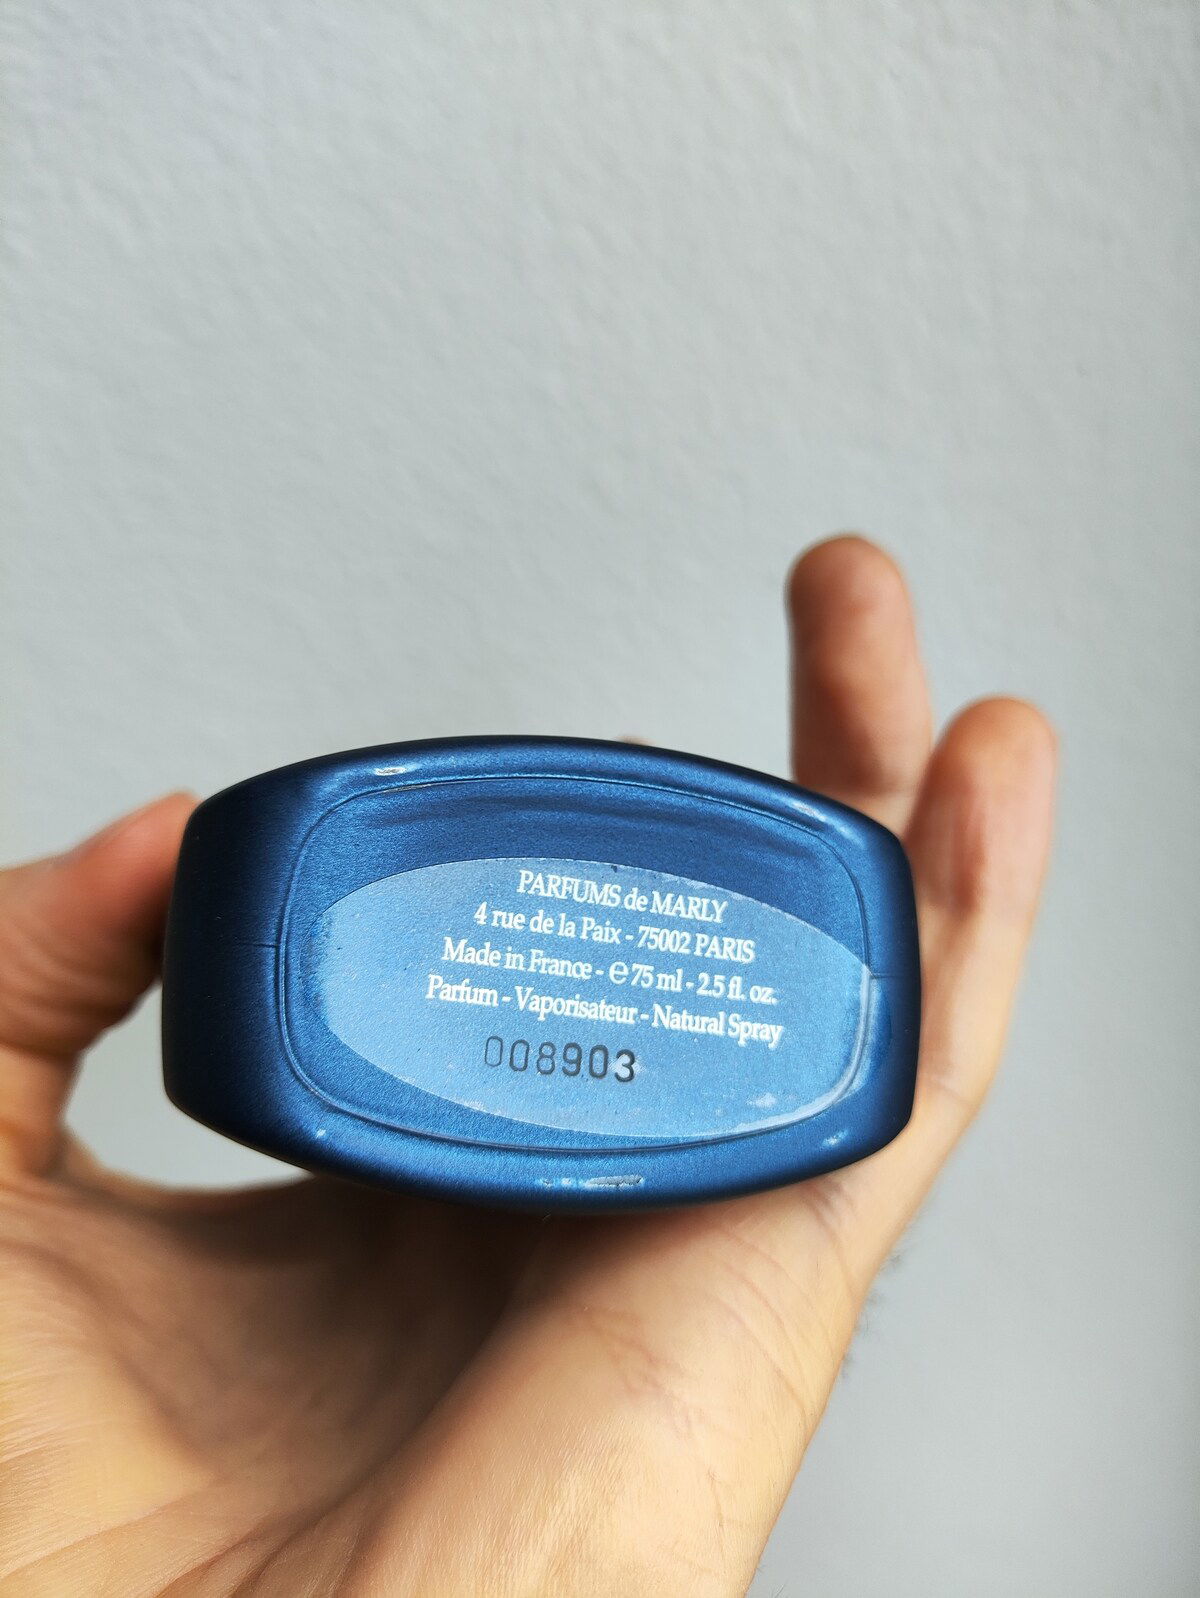 PARFUMS de MARLY
4 rue de la Paix - 75002 PARIS
Made in France - ℮ 75 ml - 2.5 fl. oz.
Parfum - Vaporisateur - Natural Spray
008903